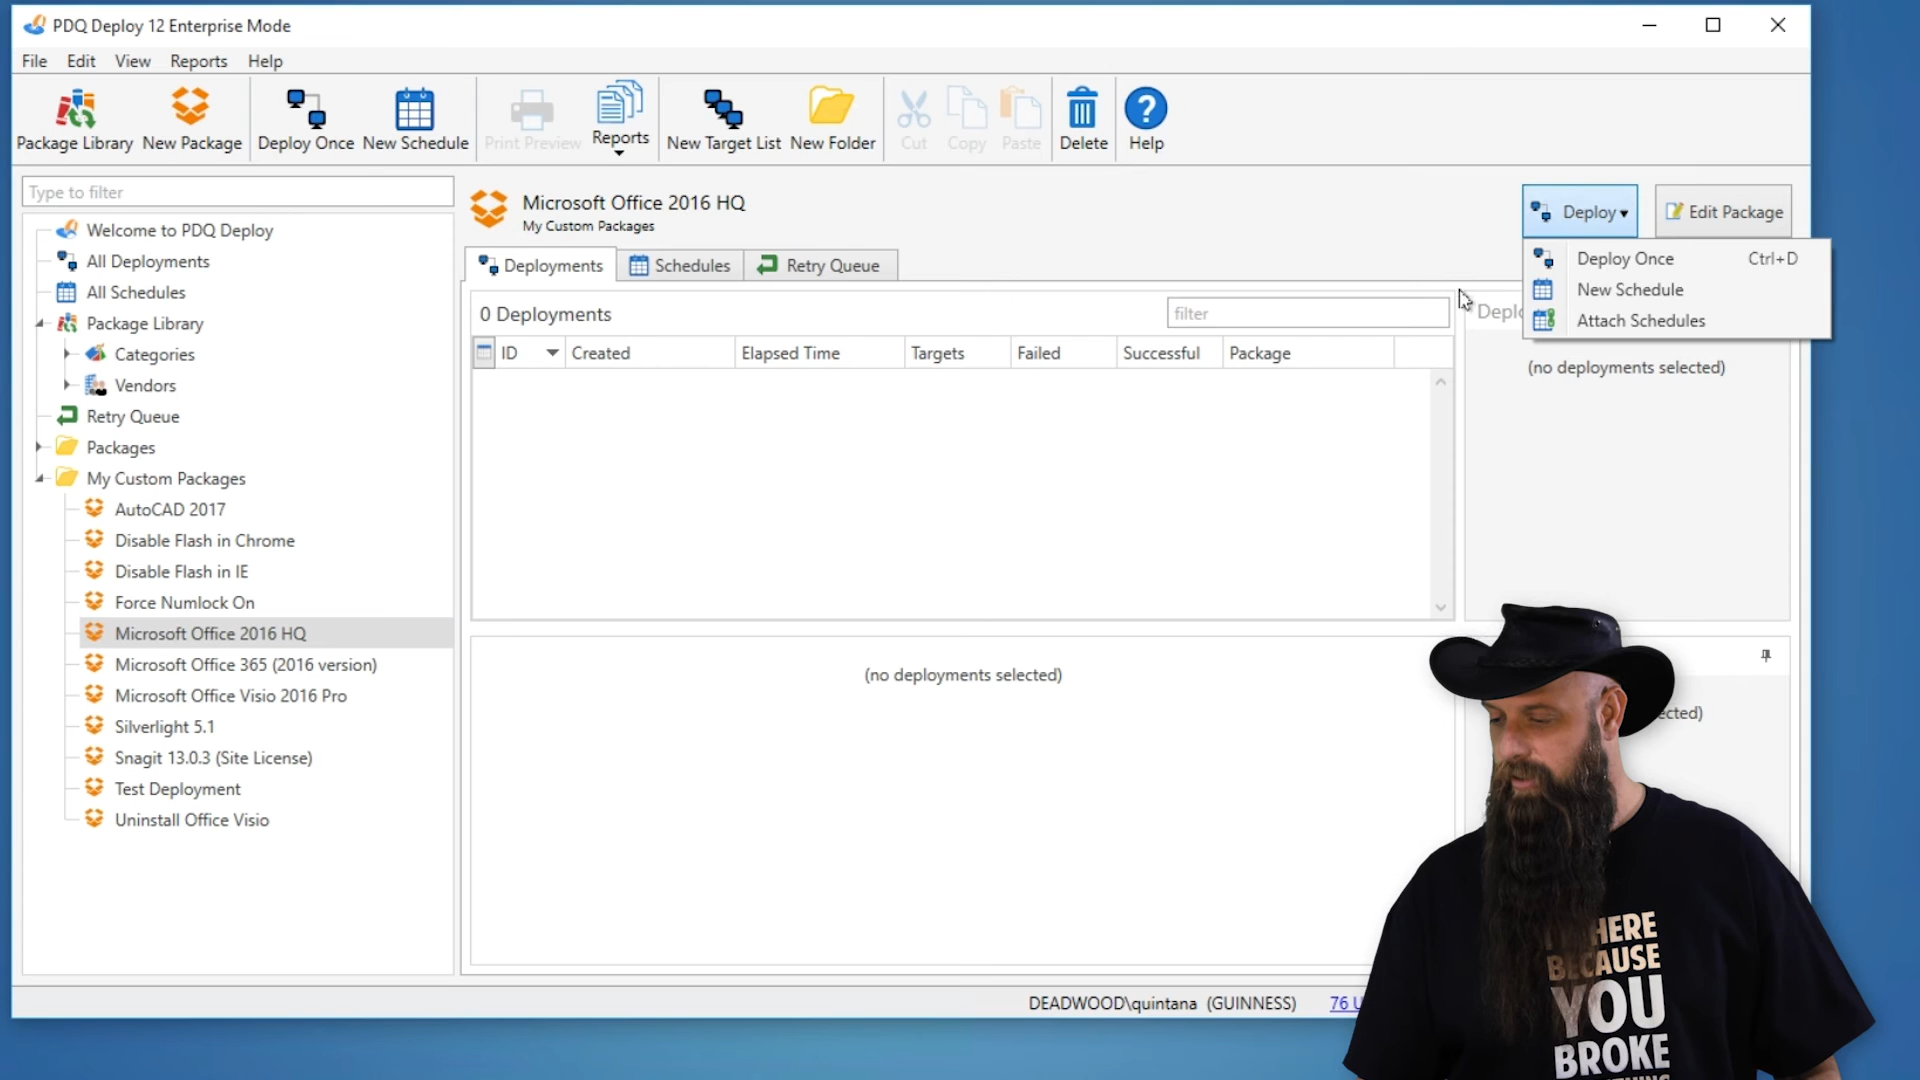 PDQ Deploy 12 Enterprise Mode
File Edit View Reports Help
Package Library New Package Deploy Once New Schedule Print Preview Reports New Target List New Folder Cut Copy Paste Delete Help
Type to filter
Welcome to PDQ Deploy
All Deployments
All Schedules
Package Library
Categories
Vendors
Retry Queue
Packages
My Custom Packages
AutoCAD 2017
Disable Flash in Chrome
Disable Flash in IE
Force Numlock On
Microsoft Office 2016 HQ
Microsoft Office 365 (2016 version)
Microsoft Office Visio 2016 Pro
Silverlight 5.1
Snagit 13.0.3 (Site License)
Test Deployment
Uninstall Office Visio
Microsoft Office 2016 HQ
My Custom Packages
Deploy Edit Package
Deploy Once Ctrl+D
New Schedule
Attach Schedules
Deployments Schedules Retry Queue
0 Deployments filter
ID Created Elapsed Time Targets Failed Successful Package
(no deployments selected)
Deplo
(no deployments selected)
ected)
DEADWOOD\quintana (GUINNESS) 76 U
HERE
BECAUSE
YOU
BROKE